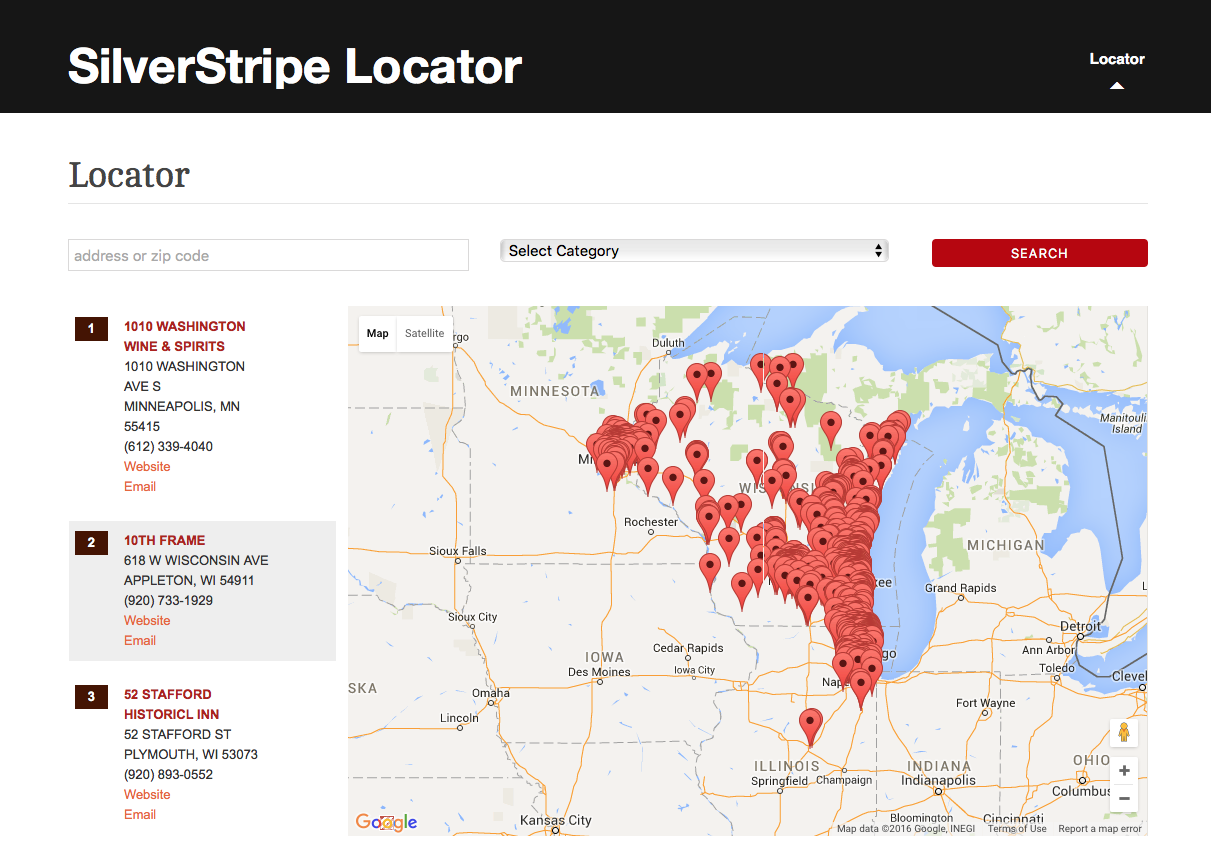 SilverStripe Locator
Locator
Locator
address or zip code
Select Category
SEARCH
1
1010 WASHINGTON
WINE & SPIRITS
1010 WASHINGTON
AVE S
MINNEAPOLIS, MN
55415
(612) 339-4040
Website
Email
2
10TH FRAME
618 W WISCONSIN AVE
APPLETON, WI 54911
(920) 733-1929
Website
Email
3
52 STAFFORD
HISTORICL INN
52 STAFFORD ST
PLYMOUTH, WI 53073
(920) 893-0552
Website
Email
Map
Satellite
rgo
Duluth
MINNESOTA
Manitouli
Island
Rochester
Sioux Falls
MICHIGAN
kee
Grand Rapids
Sioux City
Detroit
Ann Arbor
Cedar Rapids
IOWA
Iowa City
Des Moines
go
Toledo
Clevel
SKA
Omaha
Nap
Fort Wayne
Lincoln
ILLINOIS
INDIANA
OHIO
Springfield
Champaign
Indianapolis
Columbus
+
−
Google
Kansas City
Bloomington
Cincinnati
Map data ©2016 Google, INEGI
Terms of Use
Report a map error